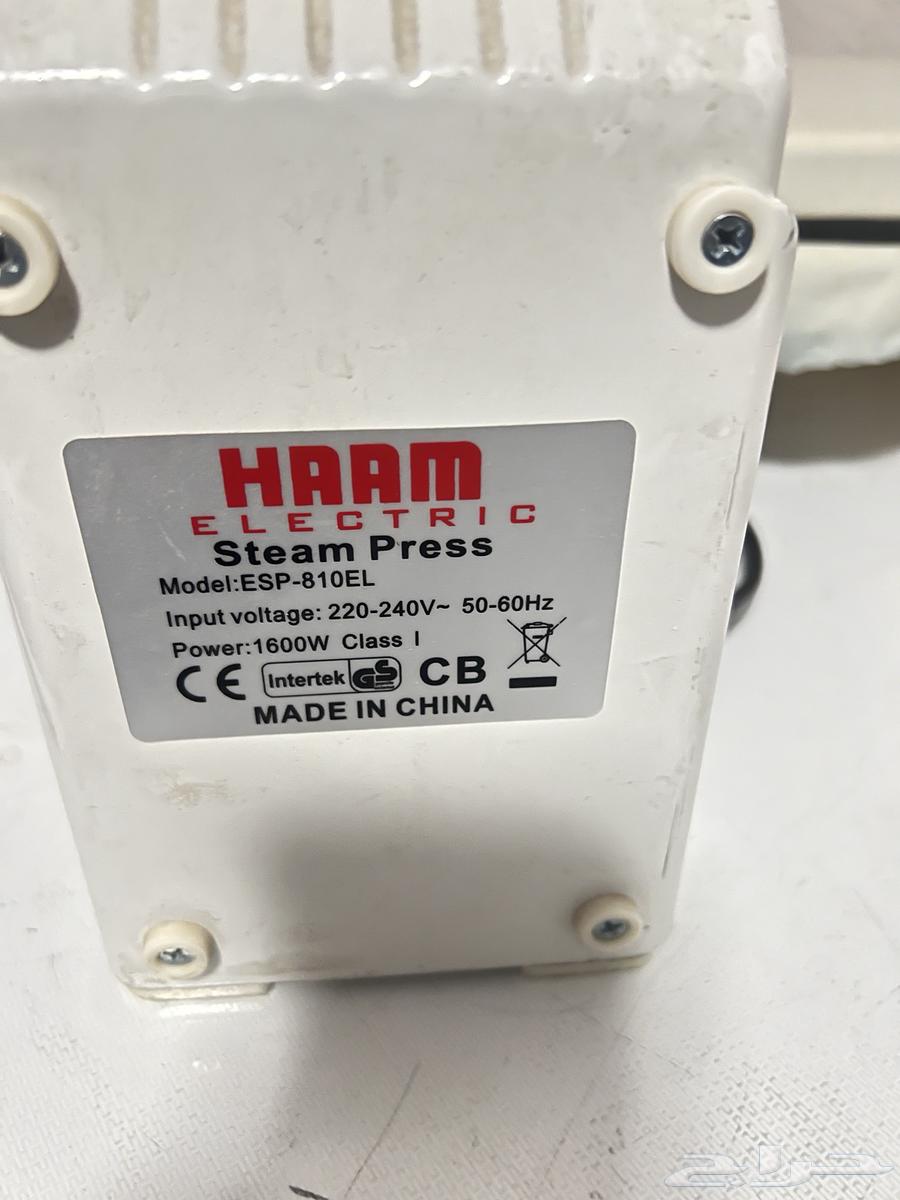 HAAM
ELECTRIC
Steam Press
Model:ESP-810EL
Input voltage: 220-240V~ 50-60Hz
Power:1600W Class I
CE Intertek GS CB
MADE IN CHINA
حراج